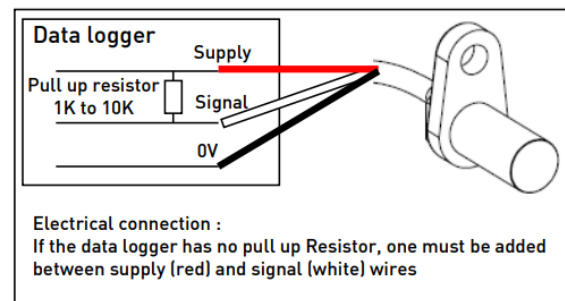 Data logger
Supply
Pull up resistor
1K to 10K
Signal
0V
Electrical connection :
If the data logger has no pull up Resistor, one must be added
between supply (red) and signal (white) wires